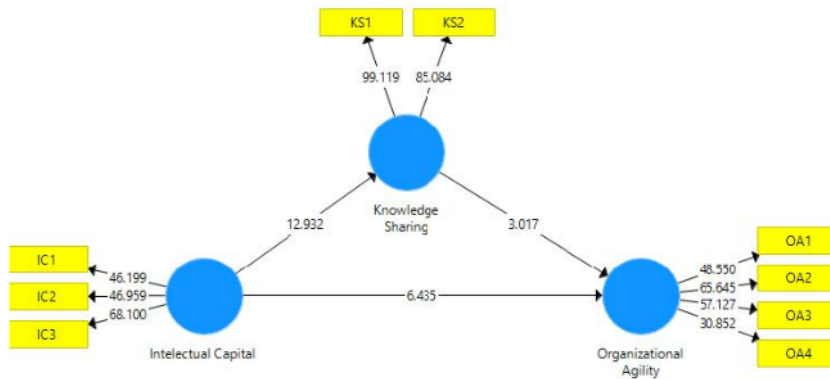 KS1
KS2
99.119
85.084
Knowledge
Sharing
12.932
3.017
IC1
IC2
IC3
46.199
46.959
68.100
Intelectual Capital
6.435
Organizational
Agility
48.550
65.645
57.127
30.852
OA1
OA2
OA3
OA4